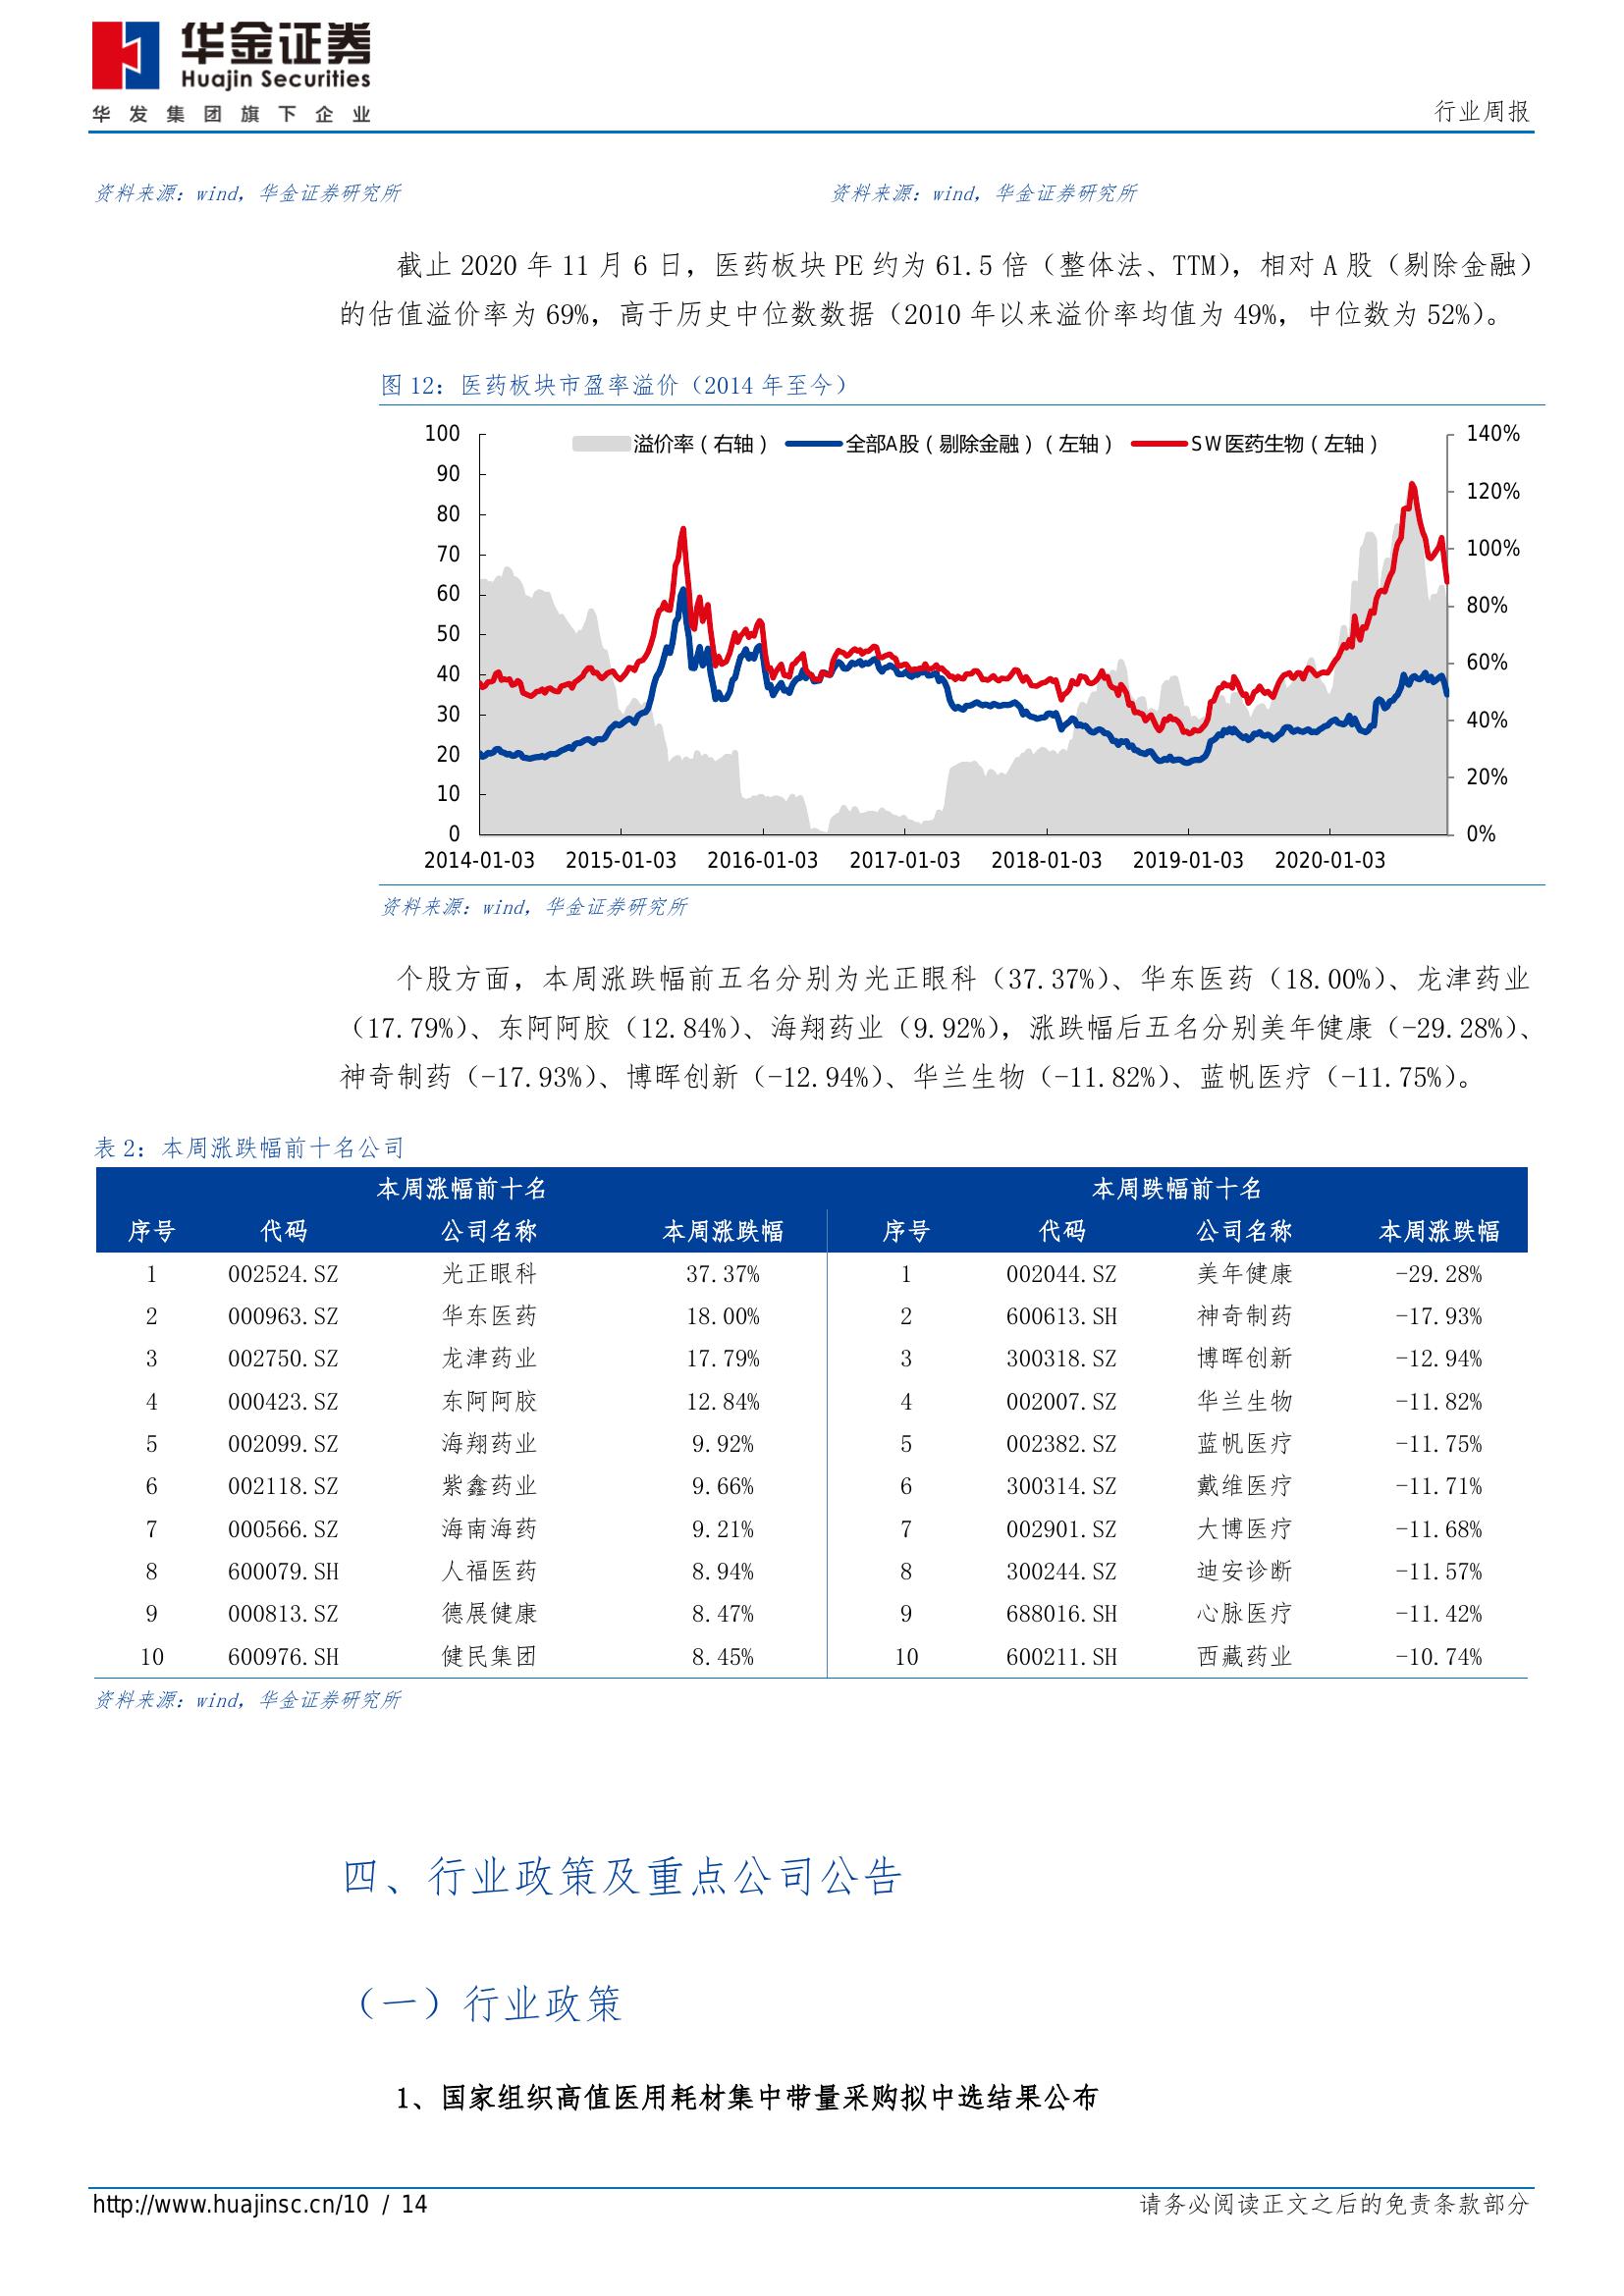 华金证券
Huajin Securities
华发集团旗下企业
行业周报
资料来源：wind，华金证券研究所
资料来源：wind，华金证券研究所
截止 2020 年 11 月 6 日，医药板块 PE 约为 61.5 倍（整体法、TTM），相对 A 股（剔除金融）
的估值溢价率为 69%，高于历史中位数数据（2010 年以来溢价率均值为 49%，中位数为 52%）。
图 12：医药板块市盈率溢价（2014 年至今）
溢价率（右轴） 全部A股（剔除金融）（左轴） SW医药生物（左轴）
100 140%
90
80 120%
70 100%
60 80%
50
40 60%
30 40%
20 20%
10
0 0%
2014-01-03 2015-01-03 2016-01-03 2017-01-03 2018-01-03 2019-01-03 2020-01-03
资料来源：wind，华金证券研究所
个股方面，本周涨跌幅前五名分别为光正眼科（37.37%）、华东医药（18.00%）、龙津药业
（17.79%）、东阿阿胶（12.84%）、海翔药业（9.92%），涨跌幅后五名分别美年健康（-29.28%）、
神奇制药（-17.93%）、博晖创新（-12.94%）、华兰生物（-11.82%）、蓝帆医疗（-11.75%）。
表 2：本周涨跌幅前十名公司
本周涨幅前十名 本周跌幅前十名
序号 代码 公司名称 本周涨跌幅 序号 代码 公司名称 本周涨跌幅
1 002524.SZ 光正眼科 37.37% 1 002044.SZ 美年健康 -29.28%
2 000963.SZ 华东医药 18.00% 2 600613.SH 神奇制药 -17.93%
3 002750.SZ 龙津药业 17.79% 3 300318.SZ 博晖创新 -12.94%
4 000423.SZ 东阿阿胶 12.84% 4 002007.SZ 华兰生物 -11.82%
5 002099.SZ 海翔药业 9.92% 5 002382.SZ 蓝帆医疗 -11.75%
6 002118.SZ 紫鑫药业 9.66% 6 300314.SZ 戴维医疗 -11.71%
7 000566.SZ 海南海药 9.21% 7 002901.SZ 大博医疗 -11.68%
8 600079.SH 人福医药 8.94% 8 300244.SZ 迪安诊断 -11.57%
9 000813.SZ 德展健康 8.47% 9 688016.SH 心脉医疗 -11.42%
10 600976.SH 健民集团 8.45% 10 600211.SH 西藏药业 -10.74%
资料来源：wind，华金证券研究所
四、行业政策及重点公司公告
（一）行业政策
1、国家组织高值医用耗材集中带量采购拟中选结果公布
http://www.huajinsc.cn/10 / 14
请务必阅读正文之后的免责条款部分